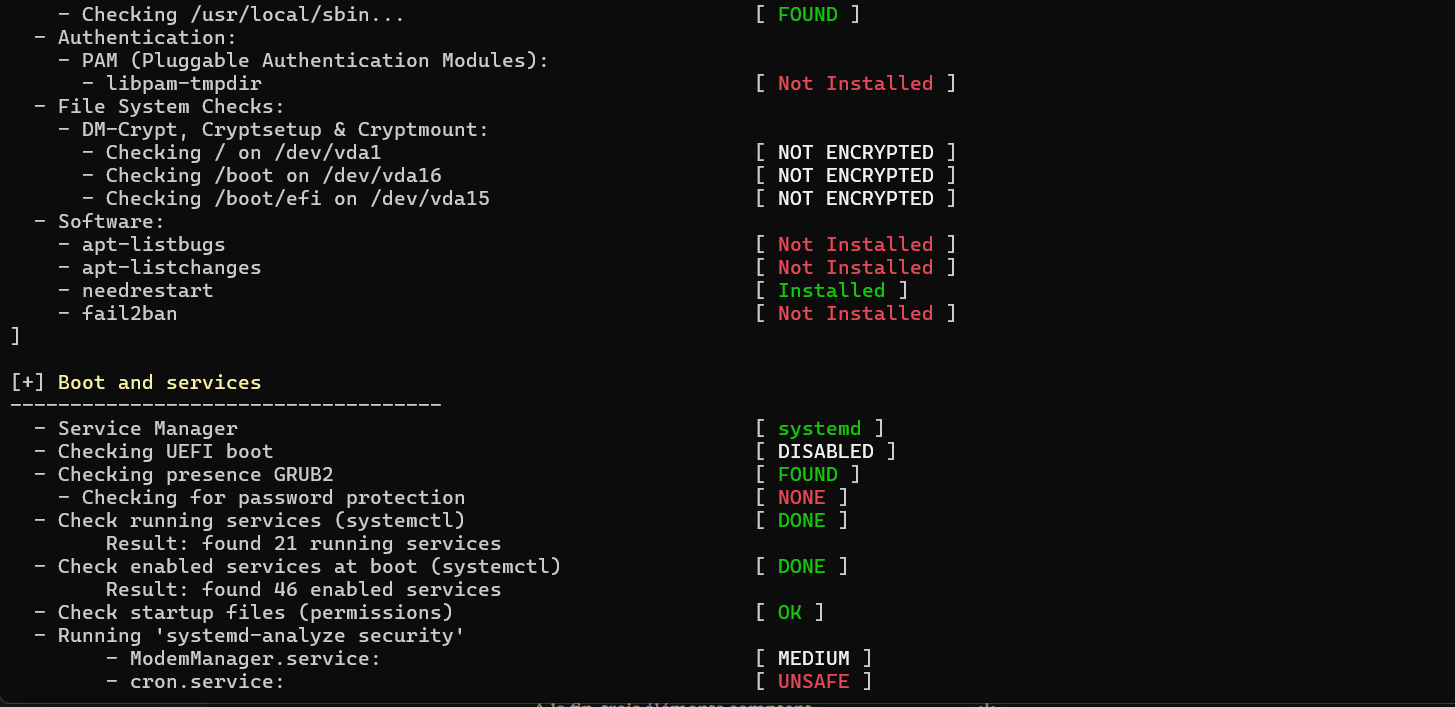 - Checking /usr/local/sbin... [ FOUND ]
- Authentication:
- PAM (Pluggable Authentication Modules):
- libpam-tmpdir [ Not Installed ]
- File System Checks:
- DM-Crypt, Cryptsetup & Cryptmount:
- Checking / on /dev/vda1 [ NOT ENCRYPTED ]
- Checking /boot on /dev/vda16 [ NOT ENCRYPTED ]
- Checking /boot/efi on /dev/vda15 [ NOT ENCRYPTED ]
- Software:
- apt-listbugs [ Not Installed ]
- apt-listchanges [ Not Installed ]
- needrestart [ Installed ]
- fail2ban [ Not Installed ]
]
[+] Boot and services
------------------------------------
- Service Manager [ systemd ]
- Checking UEFI boot [ DISABLED ]
- Checking presence GRUB2 [ FOUND ]
- Checking for password protection [ NONE ]
- Check running services (systemctl) [ DONE ]
Result: found 21 running services
- Check enabled services at boot (systemctl) [ DONE ]
Result: found 46 enabled services
- Check startup files (permissions) [ OK ]
- Running 'systemd-analyze security'
- ModemManager.service: [ MEDIUM ]
- cron.service: [ UNSAFE ]